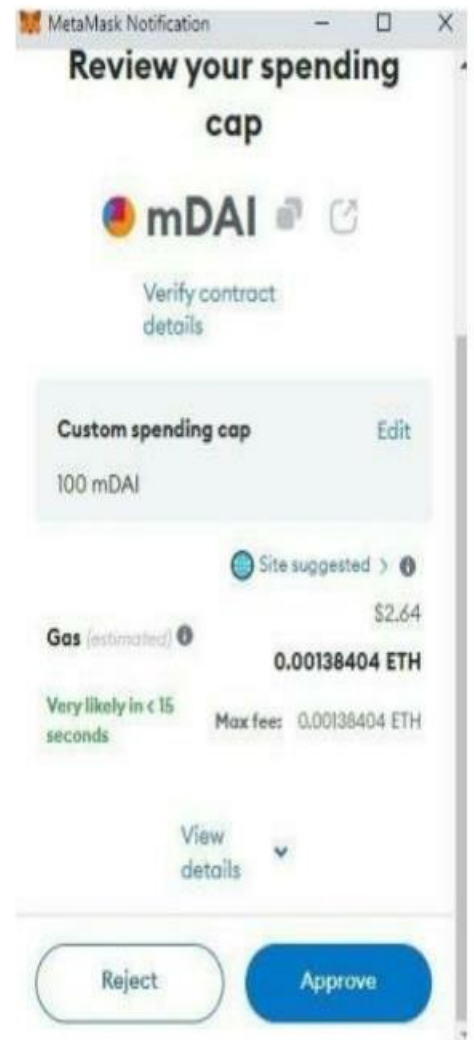 MetaMask Notification
Review your spending
cap
mDAI
Verify contract
details
Custom spending cap Edit
100 mDAI
Site suggested >
$2.64
Gas (estimated)
0.00138404 ETH
Very likely in < 15
seconds
Max fee: 0.00138404 ETH
View
details
Reject Approve